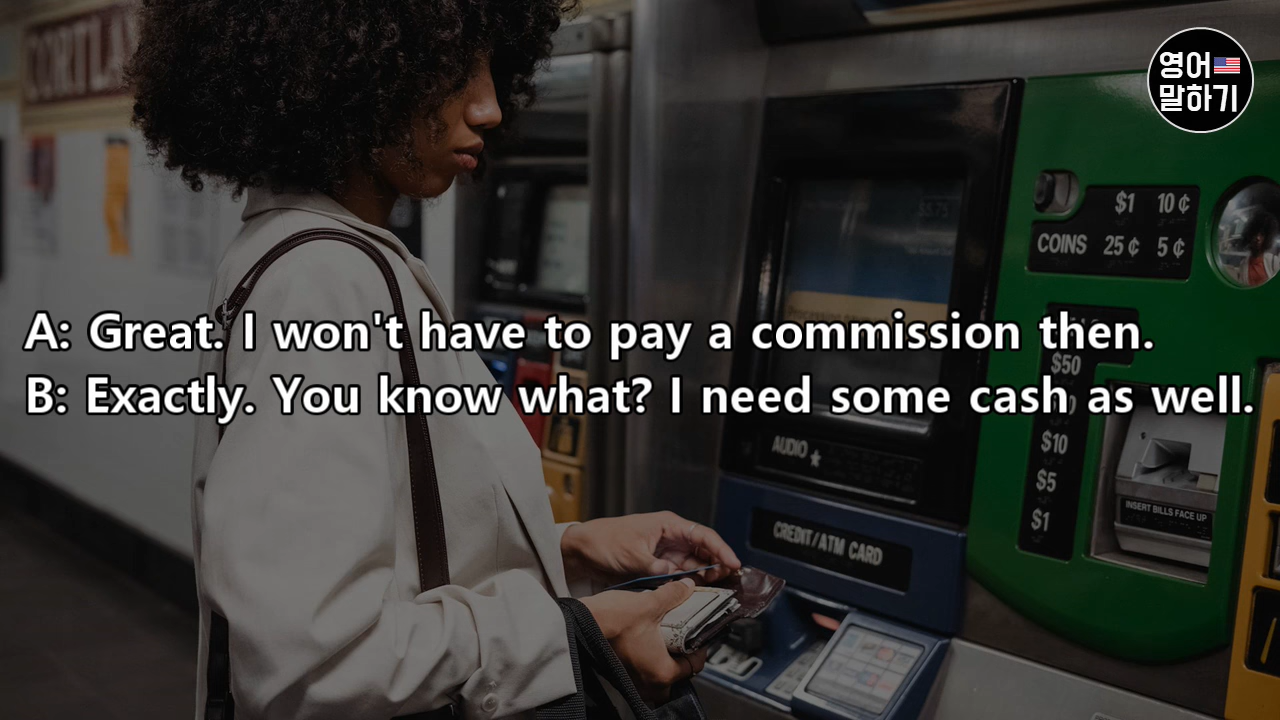 CORTLA
영어
말하기
$1 10¢
COINS 25¢ 5¢
A: Great. I won't have to pay a commission then.
$50
B: Exactly. You know what? I need some cash as well.
$10
AUDIO
$5
INSERT BILLS FACE UP
$1
CREDIT/ATM CARD